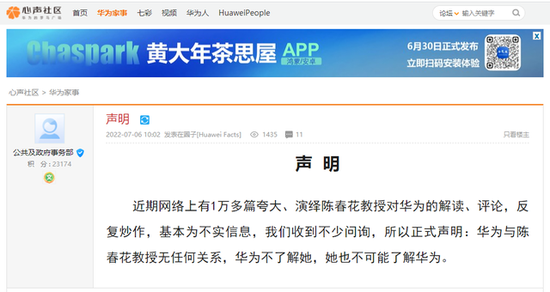 心声社区
首页 华为家事 七彩 视频 华为人 HuaweiPeople
论坛 输入关键字
Chaspark 黄大年茶思屋 APP
鸿蒙/安卓
6月30日正式发布
立即扫码安装体验
X
心声社区 > 华为家事
声明
2022-07-06 10:02 发表在圈子[Huawei Facts] 1435 11 只看楼主
公共及政府事务部
积 分：23174
声 明
近期网络上有1万多篇夸大、演绎陈春花教授对华为的解读、评论，反
复炒作，基本为不实信息，我们收到不少问询，所以正式声明：华为与陈
春花教授无任何关系，华为不了解她，她也不可能了解华为。